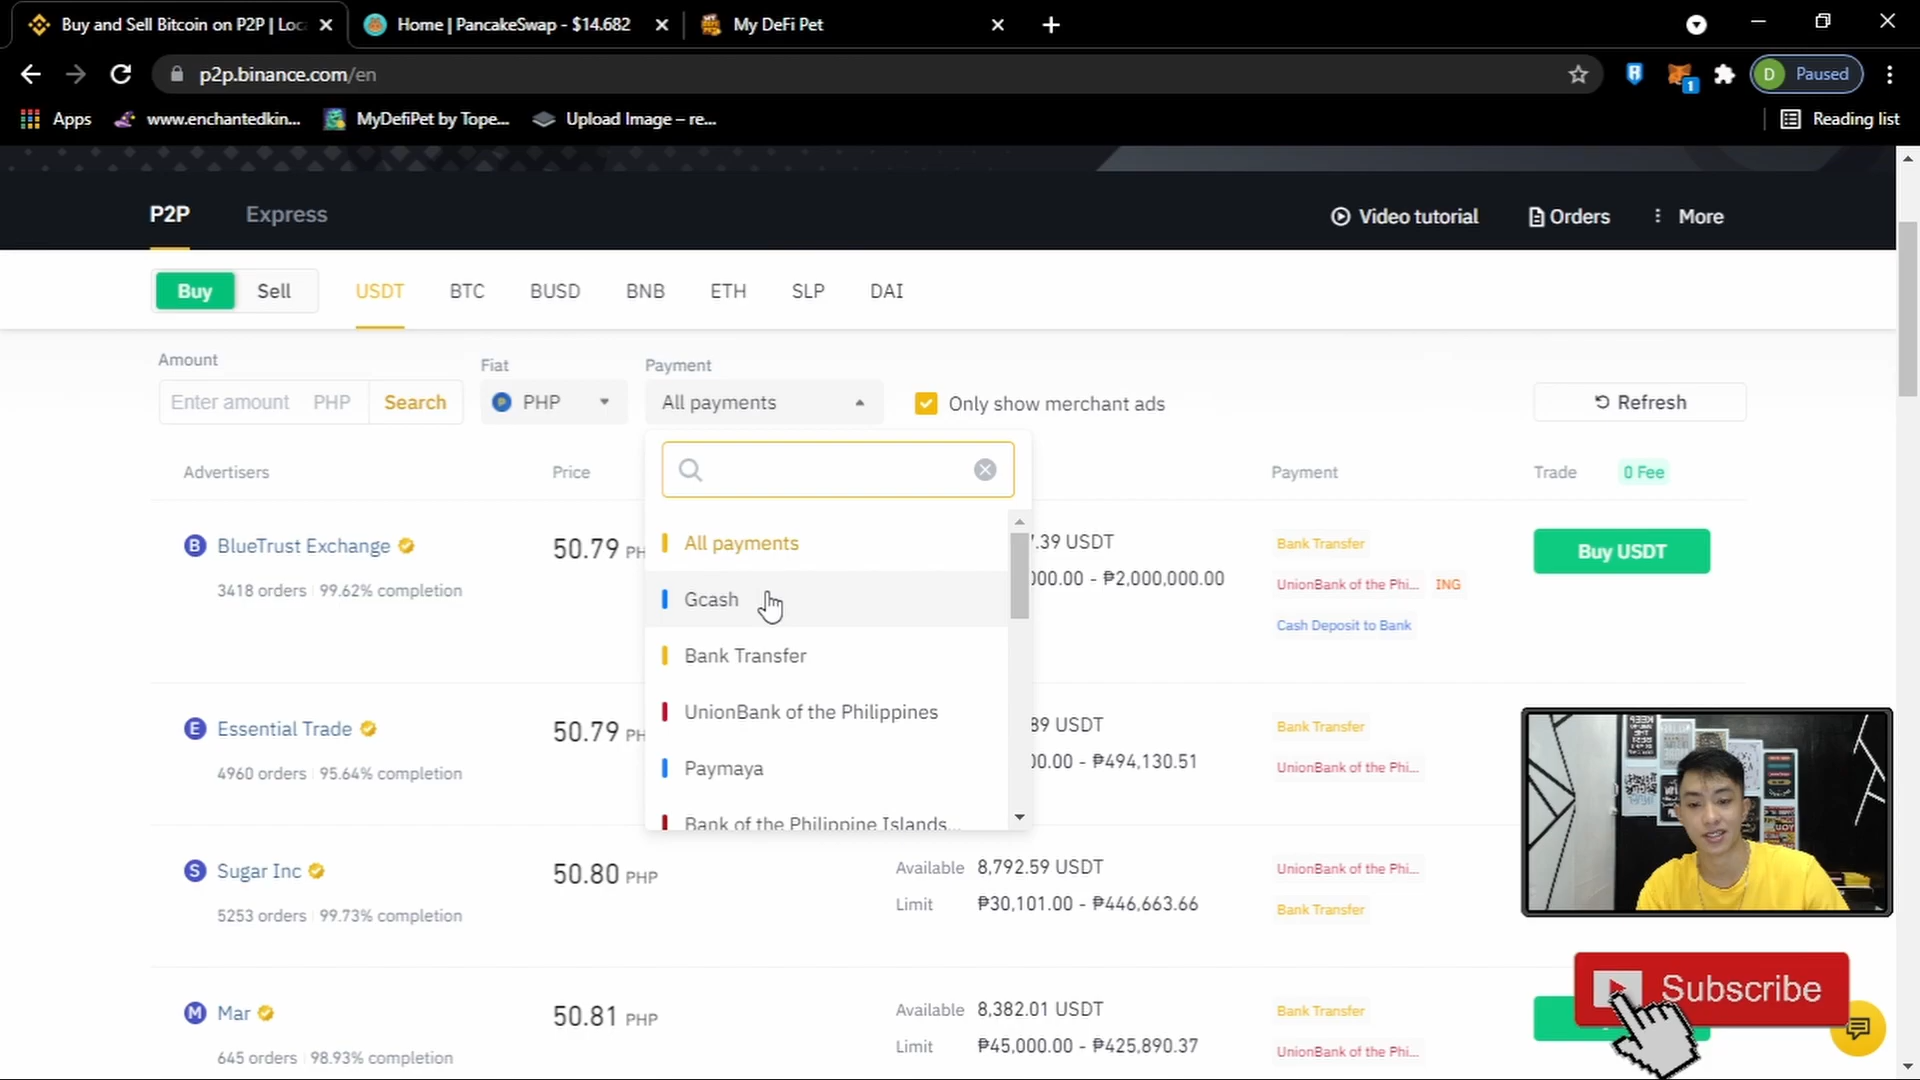 Buy and Sell Bitcoin on P2P | Loc
Home | PancakeSwap - $14.682
My DeFi Pet
p2p.binance.com/en
1
D Paused
Apps
www.enchantedkin...
MyDefiPet by Tope...
Upload Image – re...
Reading list
P2P
Express
Video tutorial
Orders
More
Buy
Sell
USDT
BTC
BUSD
BNB
ETH
SLP
DAI
Amount
Fiat
Payment
Enter amount PHP
Search
PHP
All payments
Only show merchant ads
Refresh
Advertisers
Price
Payment
Trade
0 Fee
All payments
Gcash
Bank Transfer
UnionBank of the Philippines
Paymaya
Bank of the Philippine Islands...
B BlueTrust Exchange
3418 orders | 99.62% completion
50.79
.39 USDT
000.00 - ₱2,000,000.00
Bank Transfer
UnionBank of the Phi... ING
Cash Deposit to Bank
Buy USDT
E Essential Trade
4960 orders | 95.64% completion
50.79
89 USDT
00.00 - ₱494,130.51
Bank Transfer
UnionBank of the Phi...
S Sugar Inc
5253 orders | 99.73% completion
50.80 PHP
Available 8,792.59 USDT
Limit ₱30,101.00 - ₱446,663.66
UnionBank of the Phi...
Bank Transfer
M Mar
645 orders | 98.93% completion
50.81 PHP
Available 8,382.01 USDT
Limit ₱45,000.00 - ₱425,890.37
Bank Transfer
UnionBank of the Phi...
Subscribe